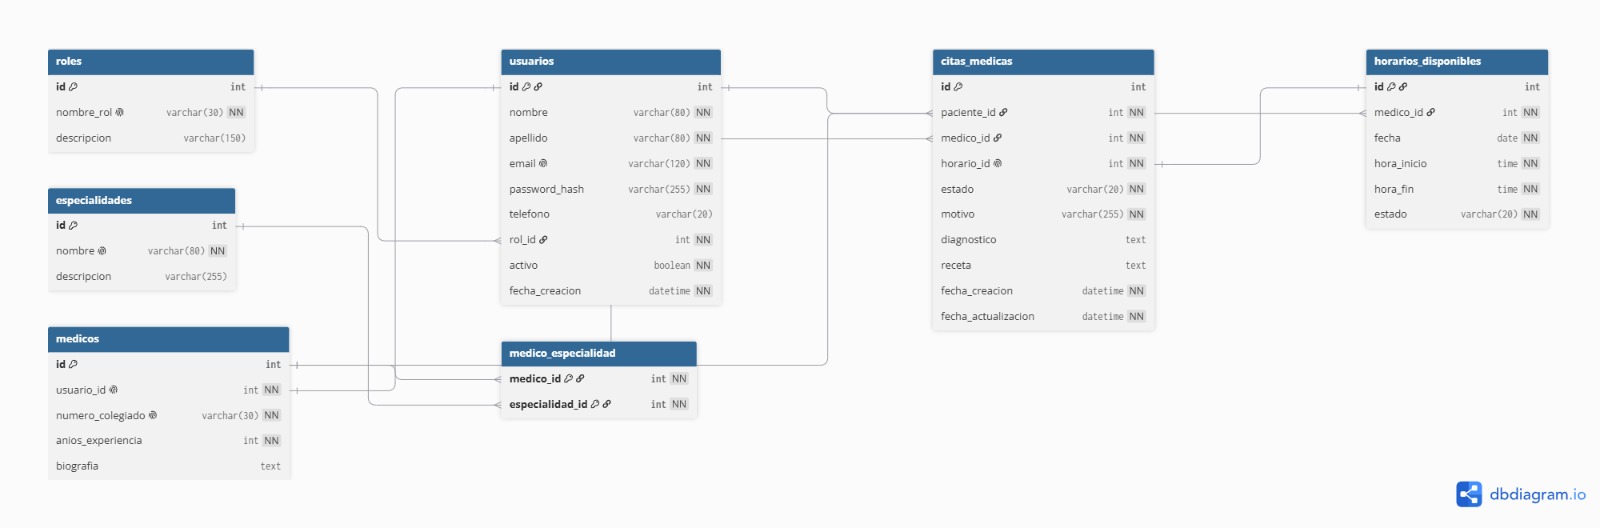 roles
id int
nombre_rol varchar(30) NN
descripcion varchar(150)
especialidades
id int
nombre varchar(80) NN
descripcion varchar(255)
medicos
id int
usuario_id int NN
numero_colegiado varchar(30) NN
anios_experiencia int NN
biografia text
usuarios
id int
nombre varchar(80) NN
apellido varchar(80) NN
email varchar(120) NN
password_hash varchar(255) NN
telefono varchar(20)
rol_id int NN
activo boolean NN
fecha_creacion datetime NN
medico_especialidad
medico_id int NN
especialidad_id int NN
citas_medicas
id int
paciente_id int NN
medico_id int NN
horario_id int NN
estado varchar(20) NN
motivo varchar(255) NN
diagnostico text
receta text
fecha_creacion datetime NN
fecha_actualizacion datetime NN
horarios_disponibles
id int
medico_id int NN
fecha date NN
hora_inicio time NN
hora_fin time NN
estado varchar(20) NN
dbdiagram.io